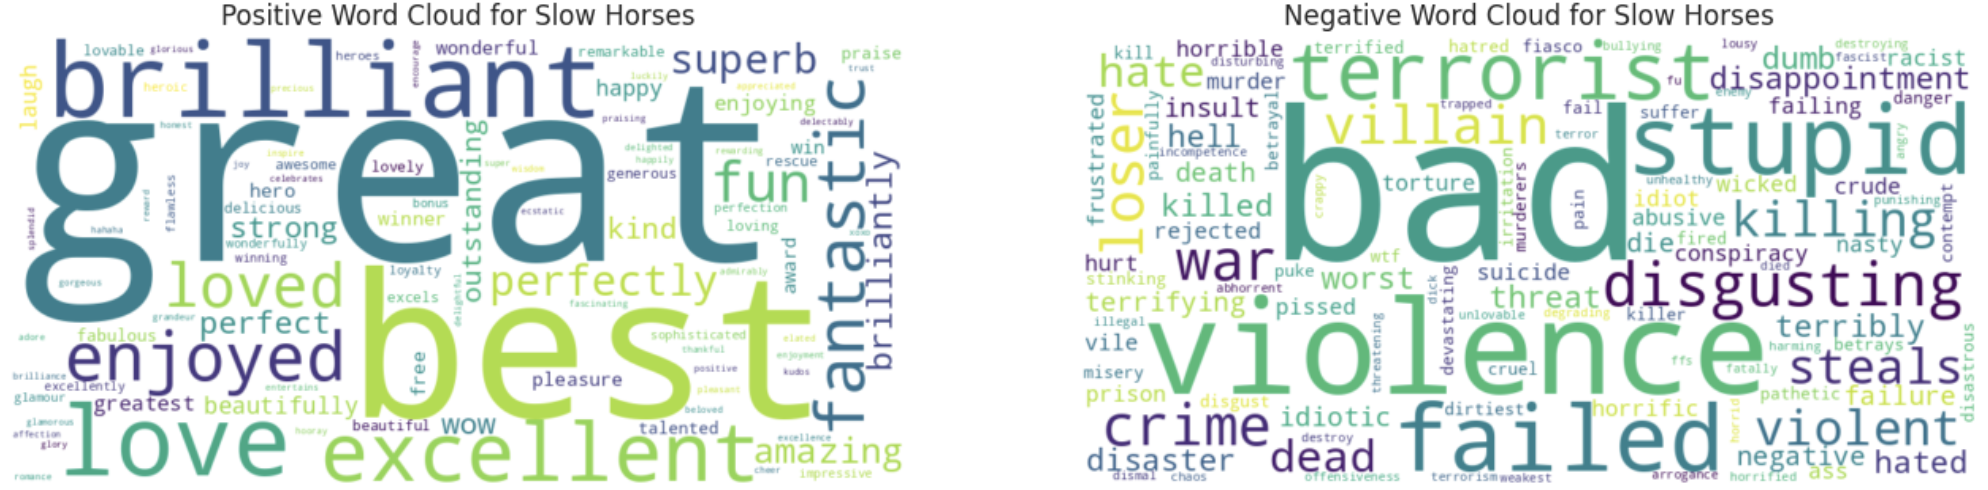 Positive Word Cloud for Slow Horses
lovable glorious heroes encourage wonderful remarkable superb praise
trust
laugh brilliant heroic precious luckily happy appreciated enjoying
honest praising delectably
great
inspire joy awesome celebrates lovely outstanding super wisdom delighted happily generous rewarding win rescue fun fantastic brilliantly
hero delicious strong wonderfully winning flawless reward splendid hahaha bonus winner ecstatic kind perfection loving xoxo award
gorgeous loved loyalty excels delightful perfectly admirably fascinating
grandeur perfect fabulous adore enjoyed best free sophisticated thankful elated enjoyment
brilliance excellently entertains pleasure positive kudos pleasant
glamour greatest beautifully beloved
glamorous affection glory love hooray beautiful wow talented excellence amazing
romance excellent cheer impressive
Negative Word Cloud for Slow Horses
kill horrible terrified hatred fiasco bullying lousy dumb destroying fascist racist
hate disturbing murder terrorist fu disappointment enemy
frustrated loser painfully insult betrayal trapped fail suffer failing danger
hell incompetence villain terror stupid angry
death bad torture crappy irritation murderers pain unhealthy wicked crude punishing contempt
killed rejected idiot abusive killing nasty
hurt war puke wtf die fired conspiracy died
stinking abhorrent worst dick devastating suicide disgusting
terrifying pissed threat unlovable degrading killer terribly
illegal vile violence threatening cruel ffs fatally harming betrays disastrous
misery steals
prison disgust idiotic dirtiest horrific horrid pathetic failure
crime destroy dead failed violent
disaster negative hated
dismal chaos offensiveness terrorism weakest arrogance horrified ass